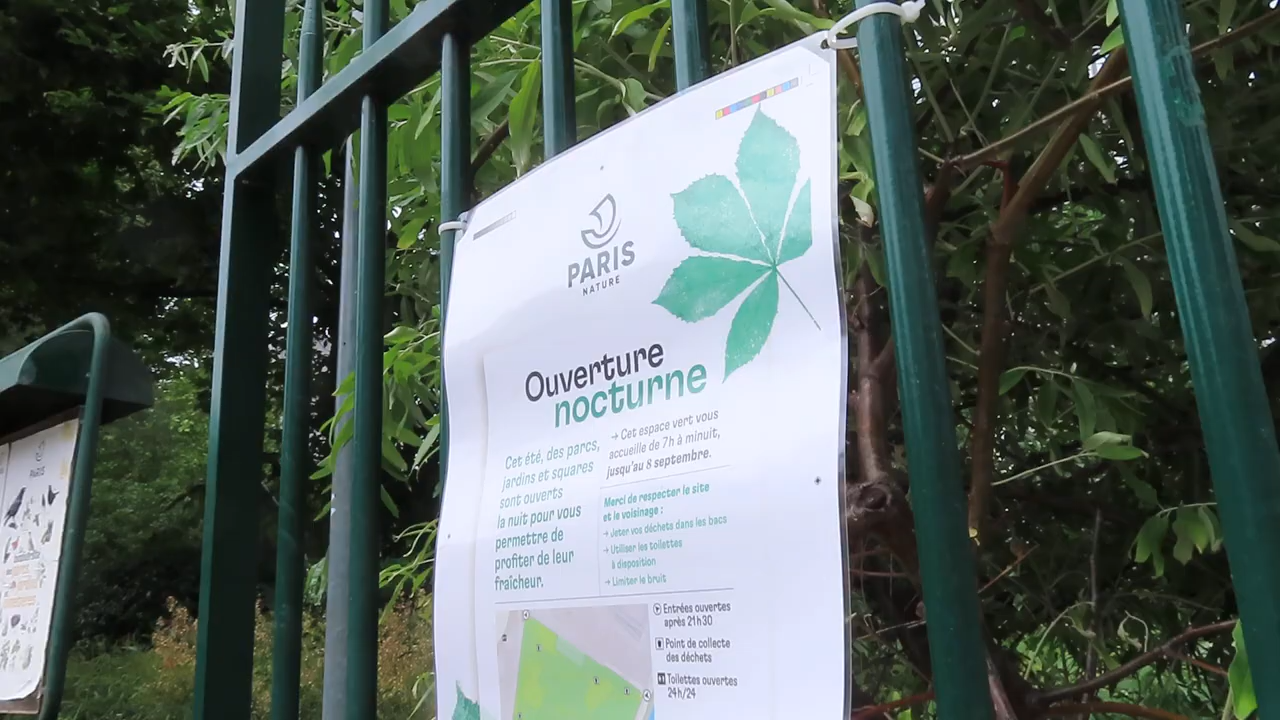 PARIS
NATURE
Ouverture
nocturne
Cet été, des parcs,
jardins et squares
sont ouverts
la nuit pour vous
permettre de
profiter de leur
fraîcheur.
→ Cet espace vert vous
accueille de 7h à minuit,
jusqu'au 8 septembre.
Merci de respecter le site
et le voisinage :
→ Jeter vos déchets dans les bacs
→ Utiliser les toilettes
à disposition
→ Limiter le bruit
Entrées ouvertes
après 21h30
Point de collecte
des déchets
Toilettes ouvertes
24h/24
PARIS